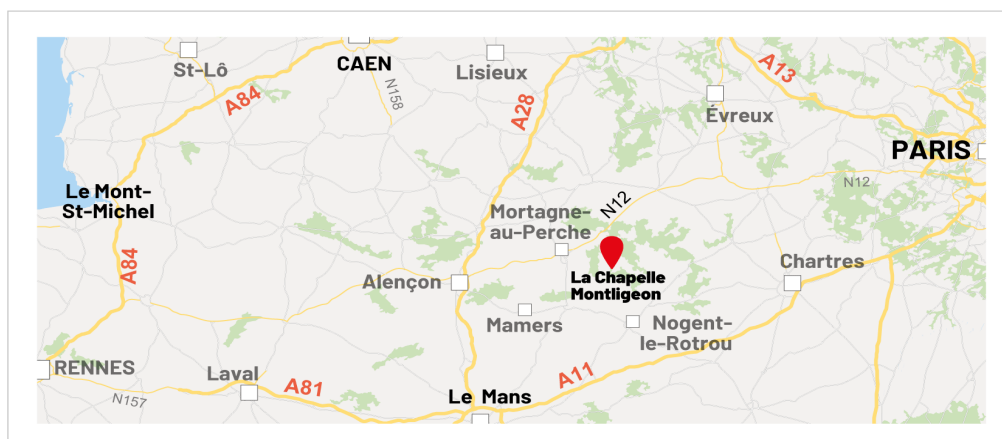 St-Lô
CAEN
Lisieux
A13
A84
N158
A28
Évreux
PARIS
Le Mont-
St-Michel
N12
N12
Mortagne-
au-Perche
A84
Alençon
La Chapelle
Montligeon
Chartres
Mamers
Nogent-
le-Rotrou
RENNES
Laval
A81
A11
N157
Le Mans